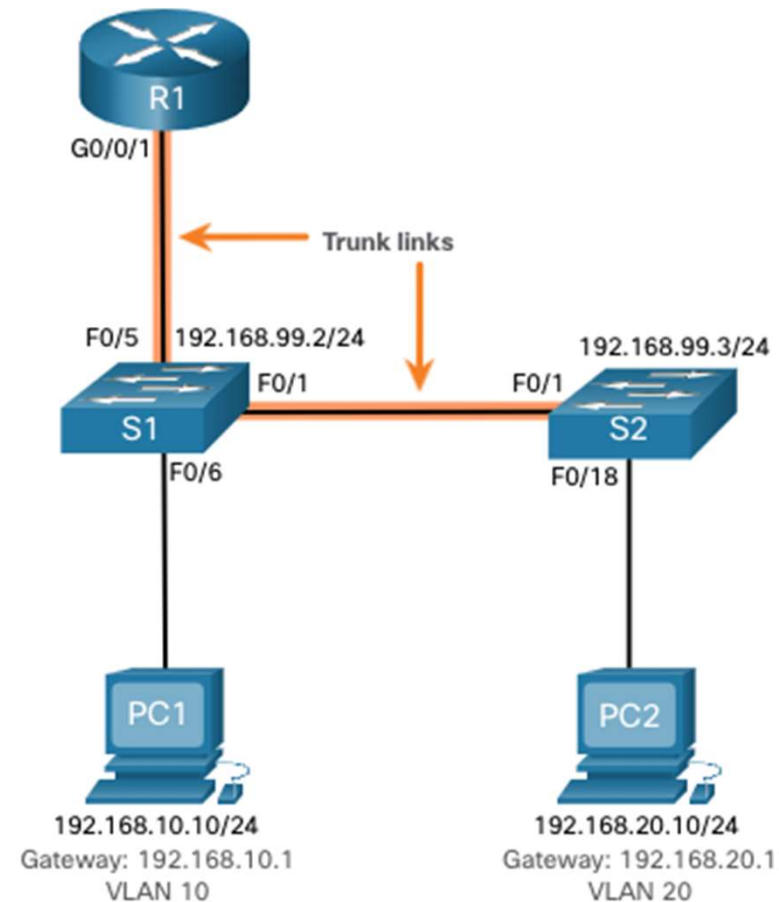 R1
G0/0/1
Trunk links
F0/5
192.168.99.2/24
192.168.99.3/24
F0/1
F0/1
S1
S2
F0/6
F0/18
PC1
PC2
192.168.10.10/24
Gateway: 192.168.10.1
VLAN 10
192.168.20.10/24
Gateway: 192.168.20.1
VLAN 20